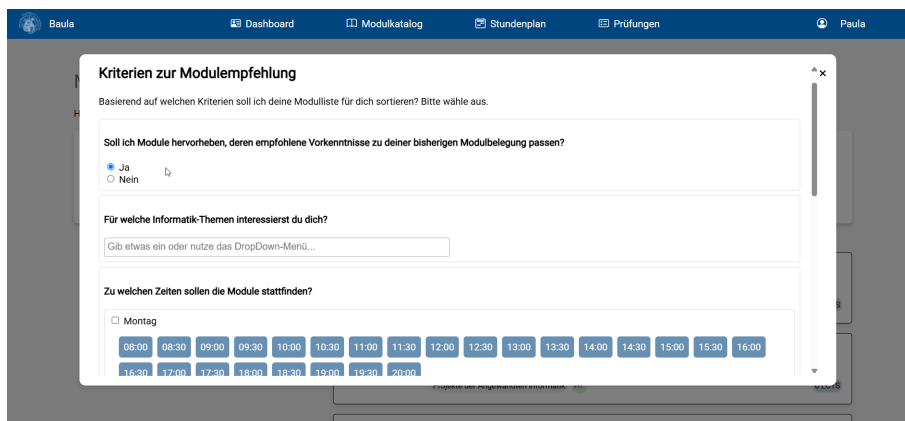 Baula Dashboard Modulkatalog Stundenplan Prüfungen Paula
Kriterien zur Modulempfehlung
Basierend auf welchen Kriterien soll ich deine Modulliste für dich sortieren? Bitte wähle aus.
Soll ich Module hervorheben, deren empfohlene Vorkenntnisse zu deiner bisherigen Modulbelegung passen?
Ja
Nein
Für welche Informatik-Themen interessierst du dich?
Gib etwas ein oder nutze das DropDown-Menü...
Zu welchen Zeiten sollen die Module stattfinden?
Montag
08:00 08:30 09:00 09:30 10:00 10:30 11:00 11:30 12:00 12:30 13:00 13:30 14:00 14:30 15:00 15:30 16:00
16:30 17:00 17:30 18:00 18:30 19:00 19:30 20:00
Projekte der Angewandten Informatik